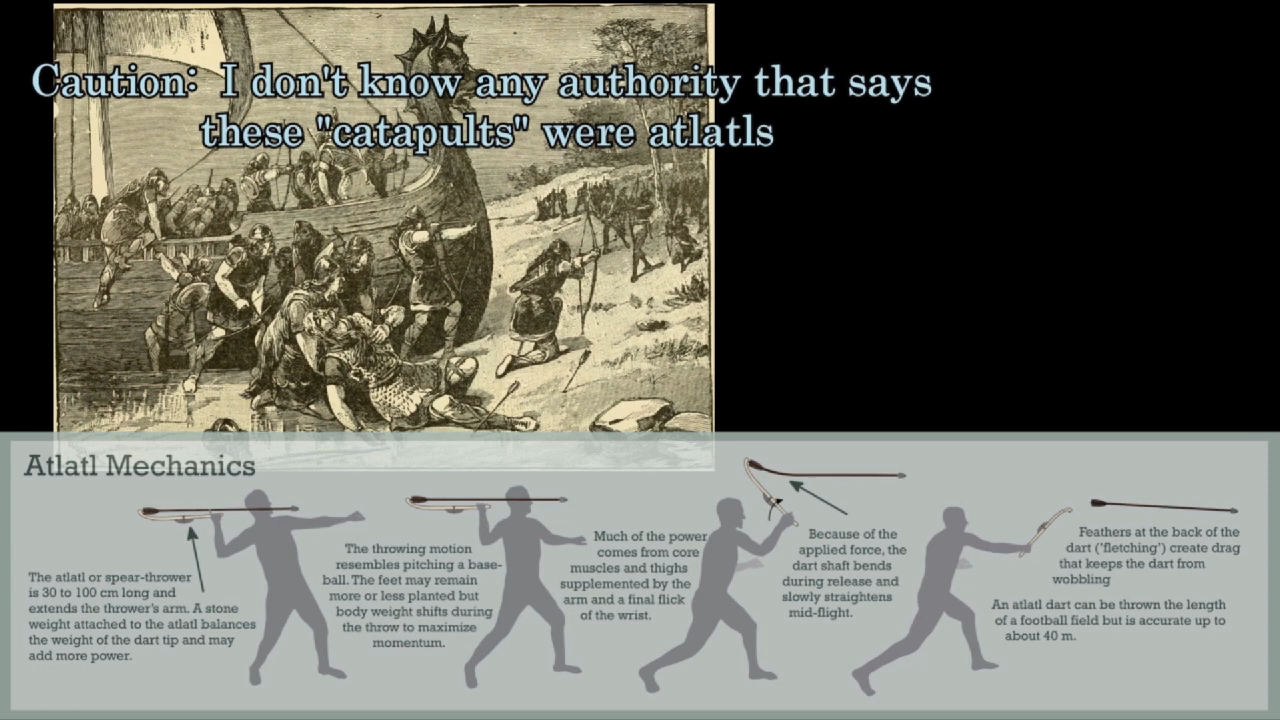 Caution: I don't know any authority that says
these "catapults" were atlatls
Atlatl Mechanics
The atlatl or spear-thrower
is 30 to 100 cm long and
extends the thrower's arm. A stone
weight attached to the atlatl balances
the weight of the dart tip and may
add more power.
The throwing motion
resembles pitching a base-
ball. The feet may remain
more or less planted but
body weight shifts during
the throw to maximize
momentum.
Much of the power
comes from core
muscles and thighs
supplemented by the
arm and a final flick
of the wrist.
Because of the
applied force, the
dart shaft bends
during release and
slowly straightens
mid-flight.
Feathers at the back of the
dart ('fletching') create drag
that keeps the dart from
wobbling
An atlatl dart can be thrown the length
of a football field but is accurate up to
about 40 m.